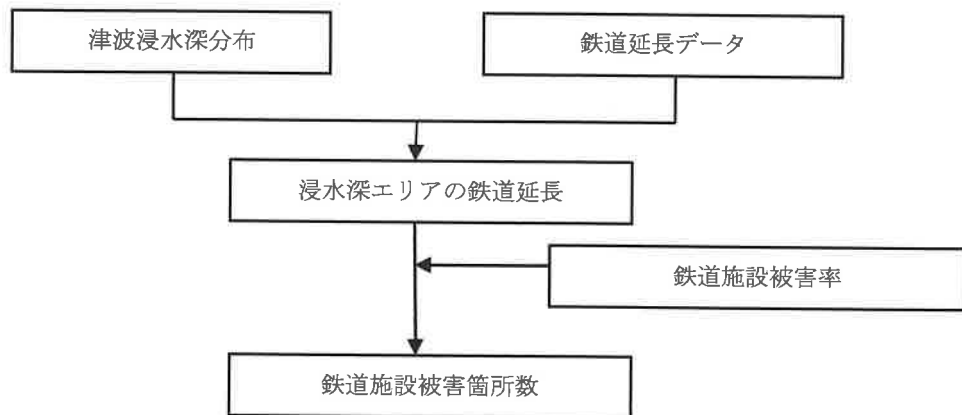 津波浸水深分布
鉄道延長データ
浸水深エリアの鉄道延長
鉄道施設被害率
鉄道施設被害箇所数